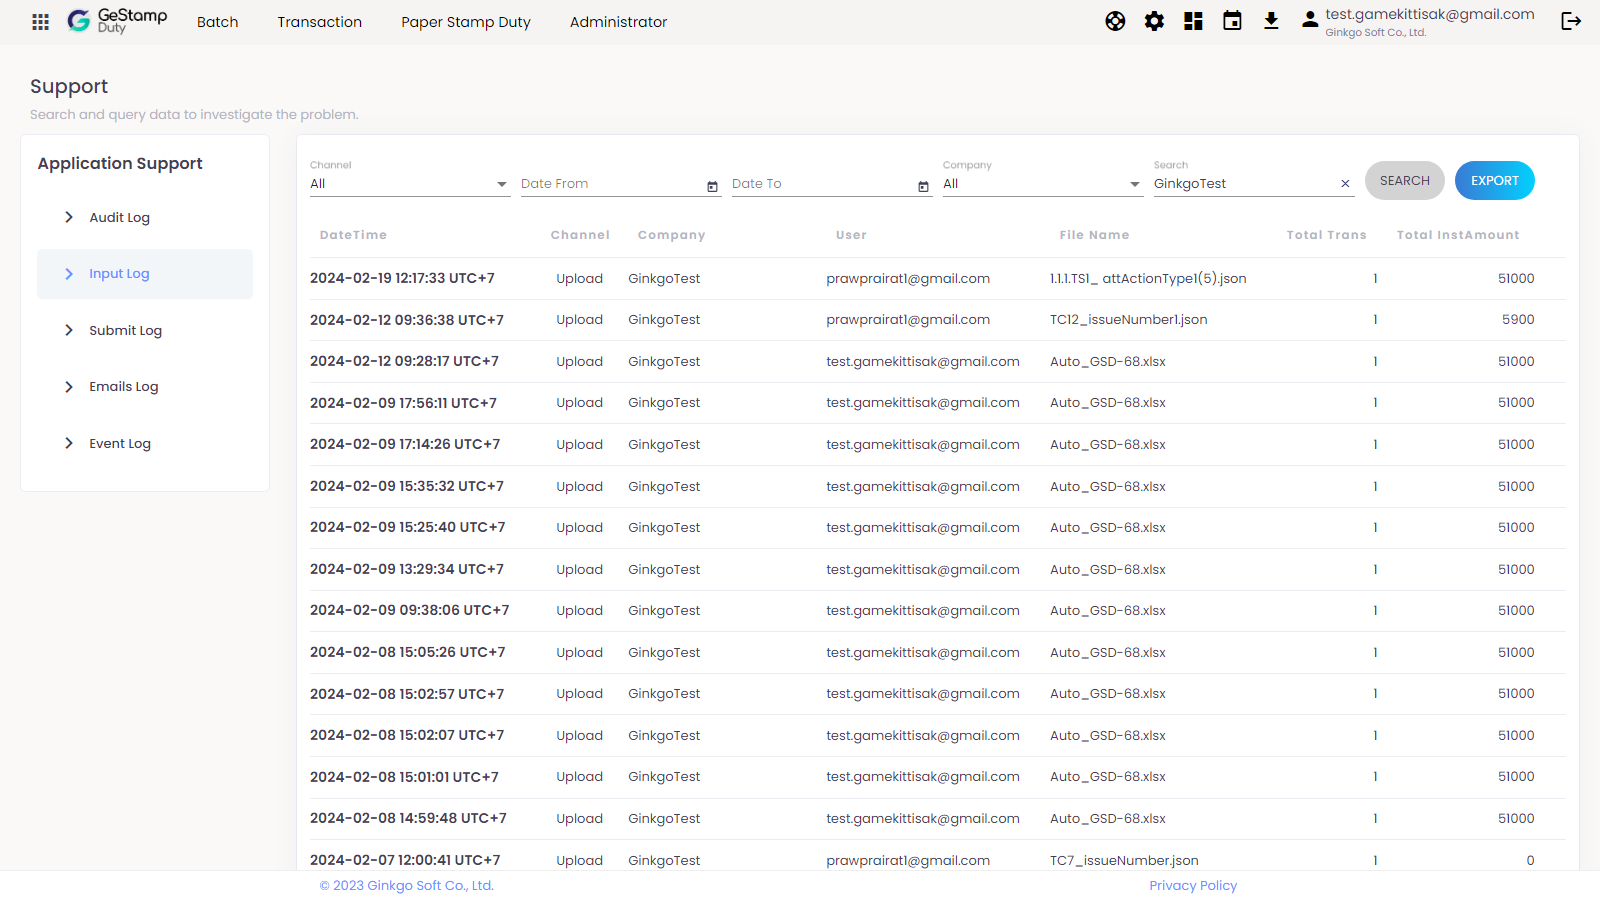 GeStamp Duty Batch Transaction Paper Stamp Duty Administrator test.gamekittisak@gmail.com
Ginkgo Soft Co., Ltd.
Support
Search and query data to investigate the problem.
Application Support
Audit Log
Input Log
Submit Log
Emails Log
Event Log
Channel Company Search
All Date From Date To All GinkgoTest × SEARCH EXPORT
DateTime Channel Company User File Name Total Trans Total InstAmount
2024-02-19 12:17:33 UTC+7 Upload GinkgoTest prawprairat1@gmail.com 1.1.1.TS1_ attActionType1(5).json 1 51000
2024-02-12 09:36:38 UTC+7 Upload GinkgoTest prawprairat1@gmail.com TC12_issueNumber1.json 1 5900
2024-02-12 09:28:17 UTC+7 Upload GinkgoTest test.gamekittisak@gmail.com Auto_GSD-68.xlsx 1 51000
2024-02-09 17:56:11 UTC+7 Upload GinkgoTest test.gamekittisak@gmail.com Auto_GSD-68.xlsx 1 51000
2024-02-09 17:14:26 UTC+7 Upload GinkgoTest test.gamekittisak@gmail.com Auto_GSD-68.xlsx 1 51000
2024-02-09 15:35:32 UTC+7 Upload GinkgoTest test.gamekittisak@gmail.com Auto_GSD-68.xlsx 1 51000
2024-02-09 15:25:40 UTC+7 Upload GinkgoTest test.gamekittisak@gmail.com Auto_GSD-68.xlsx 1 51000
2024-02-09 13:29:34 UTC+7 Upload GinkgoTest test.gamekittisak@gmail.com Auto_GSD-68.xlsx 1 51000
2024-02-09 09:38:06 UTC+7 Upload GinkgoTest test.gamekittisak@gmail.com Auto_GSD-68.xlsx 1 51000
2024-02-08 15:05:26 UTC+7 Upload GinkgoTest test.gamekittisak@gmail.com Auto_GSD-68.xlsx 1 51000
2024-02-08 15:02:57 UTC+7 Upload GinkgoTest test.gamekittisak@gmail.com Auto_GSD-68.xlsx 1 51000
2024-02-08 15:02:07 UTC+7 Upload GinkgoTest test.gamekittisak@gmail.com Auto_GSD-68.xlsx 1 51000
2024-02-08 15:01:01 UTC+7 Upload GinkgoTest test.gamekittisak@gmail.com Auto_GSD-68.xlsx 1 51000
2024-02-08 14:59:48 UTC+7 Upload GinkgoTest test.gamekittisak@gmail.com Auto_GSD-68.xlsx 1 51000
2024-02-07 12:00:41 UTC+7 Upload GinkgoTest prawprairat1@gmail.com TC7_issueNumber.json 1 0
© 2023 Ginkgo Soft Co., Ltd. Privacy Policy